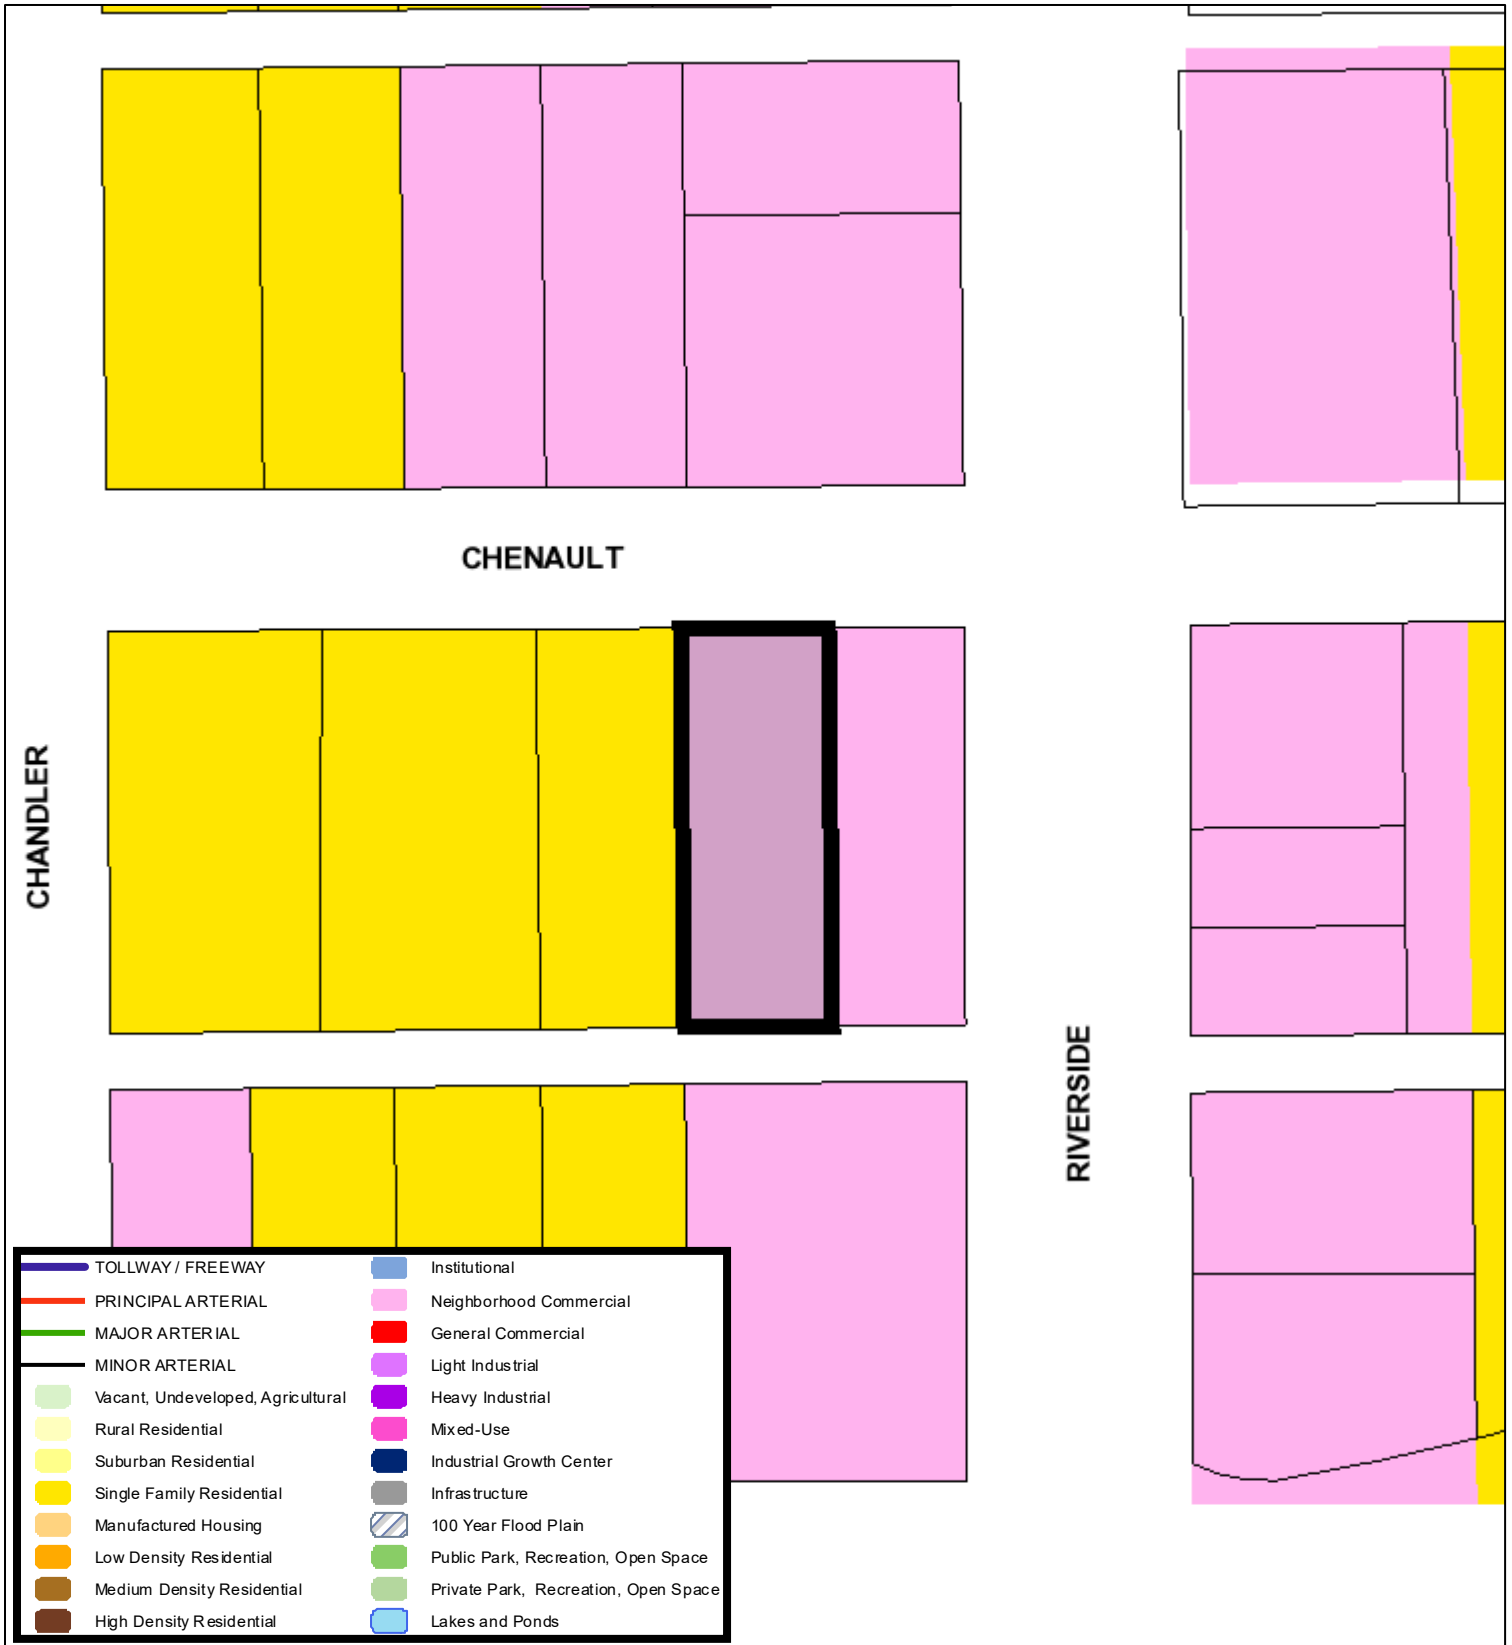 CHENAULT
CHANDLER
RIVERSIDE
TOLLWAY / FREEWAY
PRINCIPAL ARTERIAL
MAJOR ARTERIAL
MINOR ARTERIAL
Vacant, Undeveloped, Agricultural
Rural Residential
Suburban Residential
Single Family Residential
Manufactured Housing
Low Density Residential
Medium Density Residential
High Density Residential
Institutional
Neighborhood Commercial
General Commercial
Light Industrial
Heavy Industrial
Mixed-Use
Industrial Growth Center
Infrastructure
100 Year Flood Plain
Public Park, Recreation, Open Space
Private Park, Recreation, Open Space
Lakes and Ponds